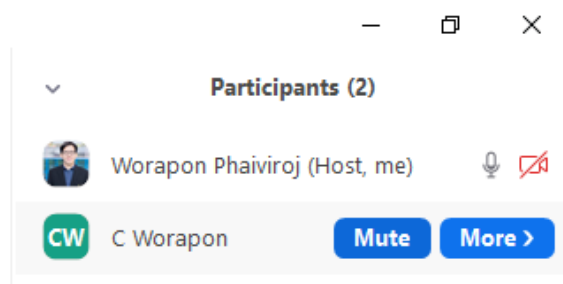 Participants (2)
Worapon Phaiviroj (Host, me)
CW C Worapon Mute More >